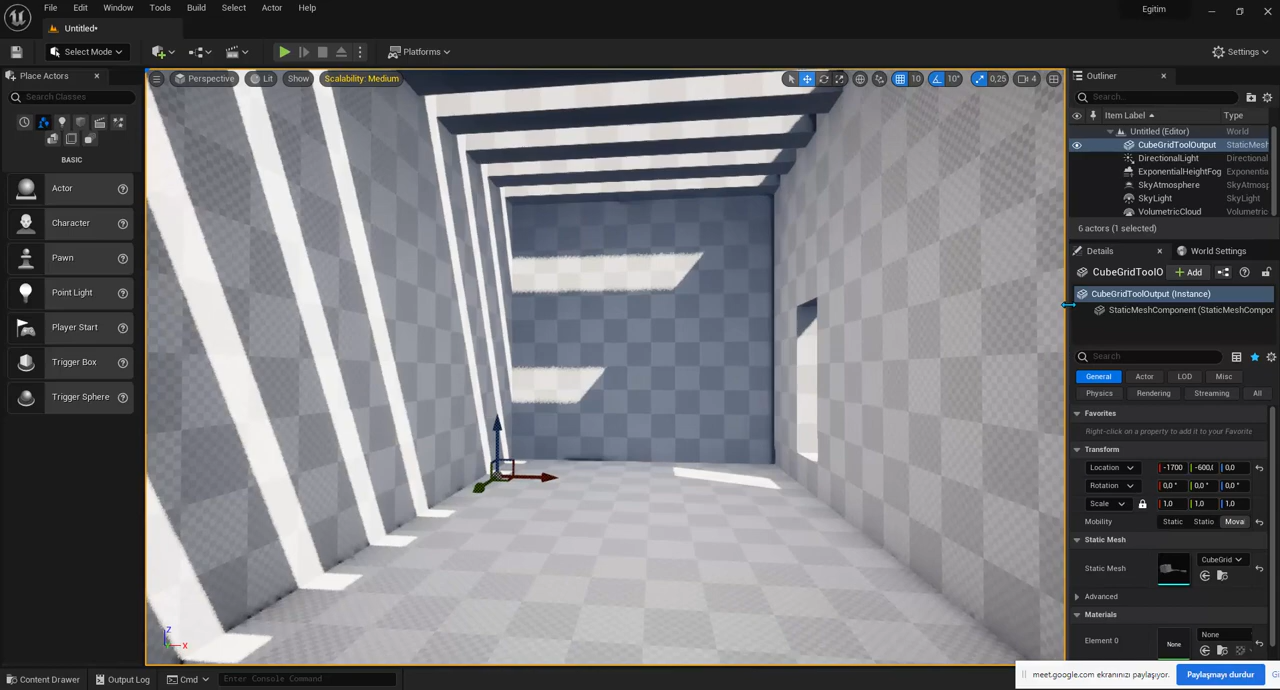 File Edit Window Tools Build Select Actor Help
Egitim
Untitled*
Select Mode
Platforms
Settings
Place Actors
Search Classes
BASIC
Actor
Character
Pawn
Point Light
Player Start
Trigger Box
Trigger Sphere
Perspective Lit Show Scalability: Medium
10 10° 0,25 4
Z
X
Outliner
Search...
Item Label Type
Untitled (Editor) World
CubeGridToolOutput StaticMesh
DirectionalLight Directional
ExponentialHeightFog Exponential
SkyAtmosphere SkyAtmosp
SkyLight SkyLight
VolumetricCloud Volumetric
6 actors (1 selected)
Details World Settings
CubeGridToolO + Add
CubeGridToolOutput (Instance)
StaticMeshComponent (StaticMeshCompor
Search
General Actor LOD Misc
Physics Rendering Streaming All
Favorites
Right-click on a property to add it to your Favorite
Transform
Location -1700 -600,( 0,0
Rotation 0,0 ° 0,0 ° 0,0 °
Scale 1,0 1,0 1,0
Mobility Static Statio Mova
Static Mesh
Static Mesh CubeGrid
Advanced
Materials
Element 0 None None
Content Drawer Output Log Cmd Enter Console Command
meet.google.com ekranınızı paylaşıyor. Paylaşmayı durdur Gi